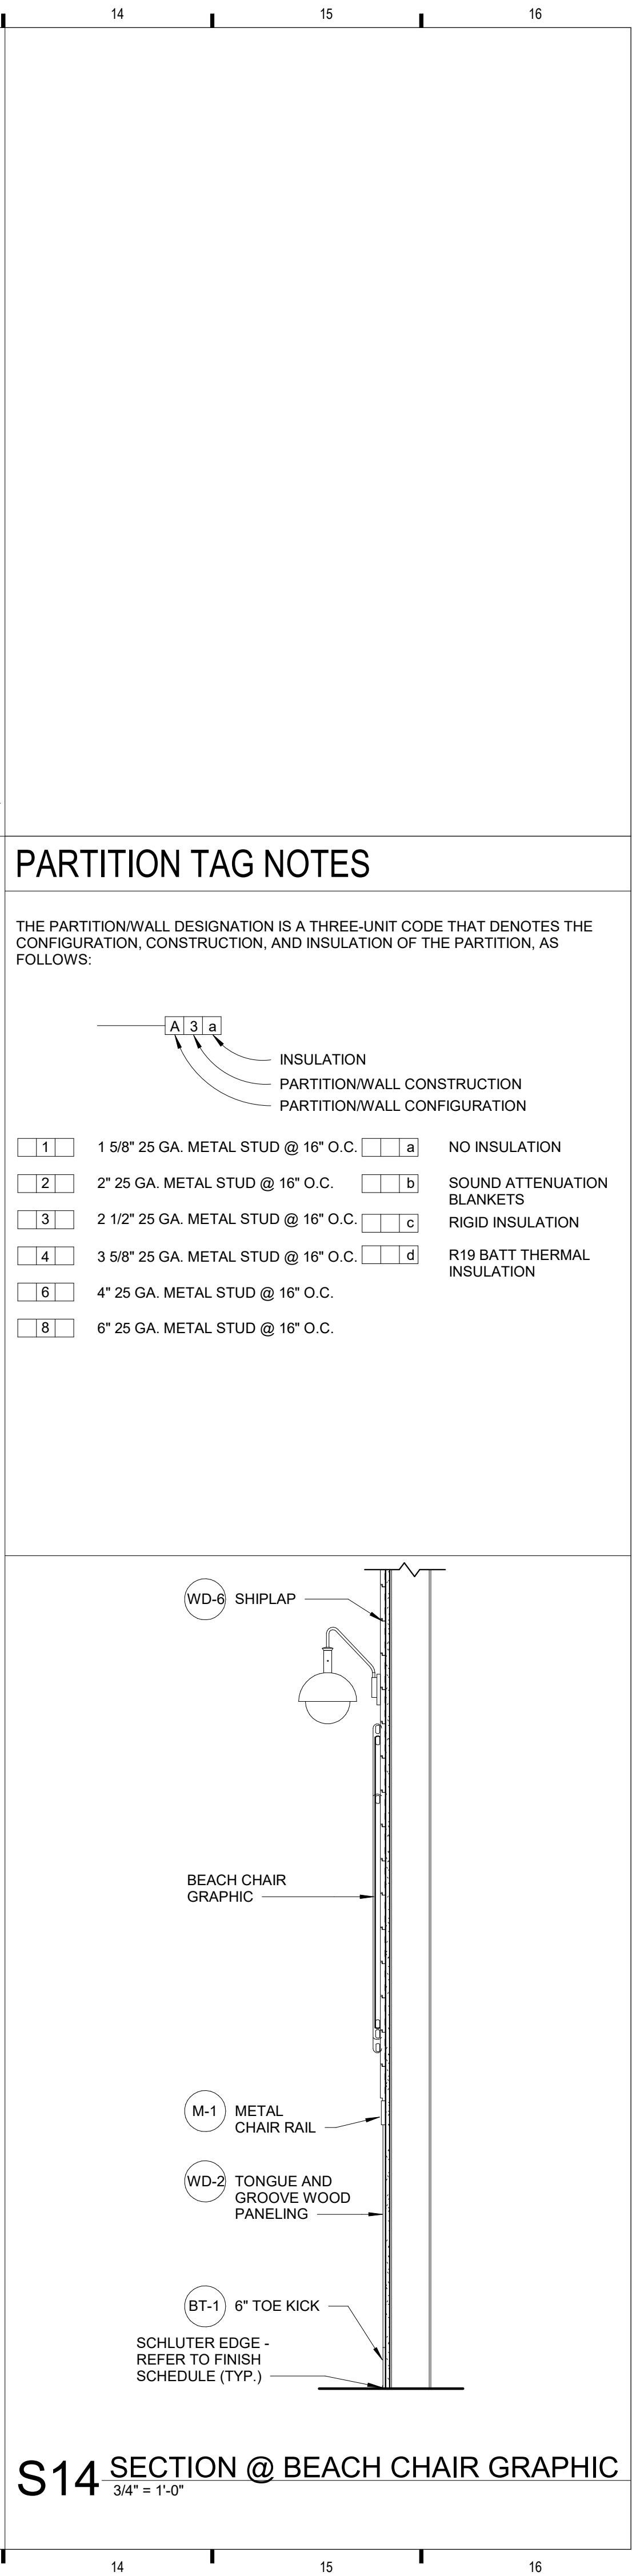 14 15 16
PARTITION TAG NOTES
THE PARTITION/WALL DESIGNATION IS A THREE-UNIT CODE THAT DENOTES THE
CONFIGURATION, CONSTRUCTION, AND INSULATION OF THE PARTITION, AS
FOLLOWS:
A 3 a
INSULATION
PARTITION/WALL CONSTRUCTION
PARTITION/WALL CONFIGURATION
1 1 5/8" 25 GA. METAL STUD @ 16" O.C.
2 2" 25 GA. METAL STUD @ 16" O.C.
3 2 1/2" 25 GA. METAL STUD @ 16" O.C.
4 3 5/8" 25 GA. METAL STUD @ 16" O.C.
6 4" 25 GA. METAL STUD @ 16" O.C.
8 6" 25 GA. METAL STUD @ 16" O.C.
a NO INSULATION
b SOUND ATTENUATION
BLANKETS
c RIGID INSULATION
d R19 BATT THERMAL
INSULATION
WD-6 SHIPLAP
BEACH CHAIR
GRAPHIC
M-1 METAL
CHAIR RAIL
WD-2 TONGUE AND
GROOVE WOOD
PANELING
BT-1 6" TOE KICK
SCHLUTER EDGE -
REFER TO FINISH
SCHEDULE (TYP.)
S14 SECTION @ BEACH CHAIR GRAPHIC
3/4" = 1'-0"
14 15 16